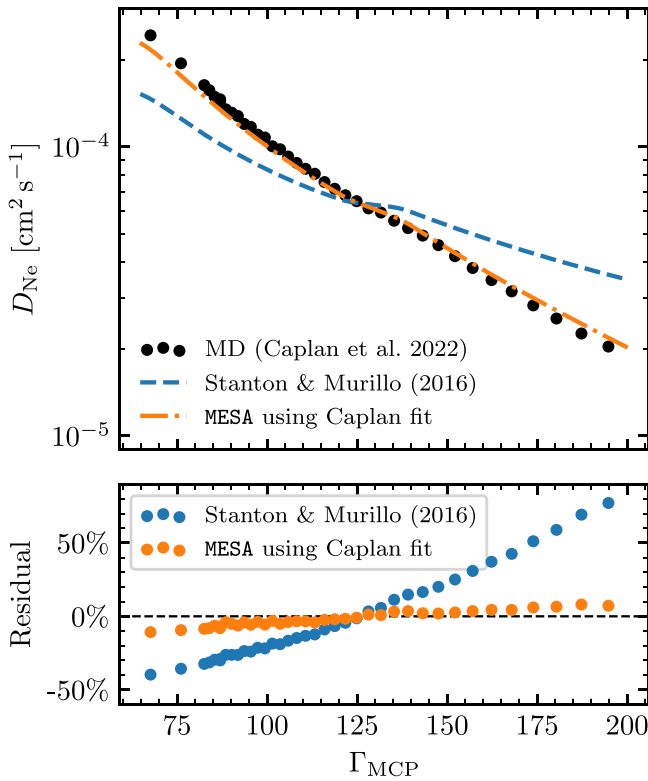 10⁻⁴
D_Ne [cm² s⁻¹]
MD (Caplan et al. 2022)
Stanton & Murillo (2016)
MESA using Caplan fit
10⁻⁵
Stanton & Murillo (2016)
MESA using Caplan fit
50%
0%
-50%
Residual
75 100 125 150 175 200
Γ_MCP